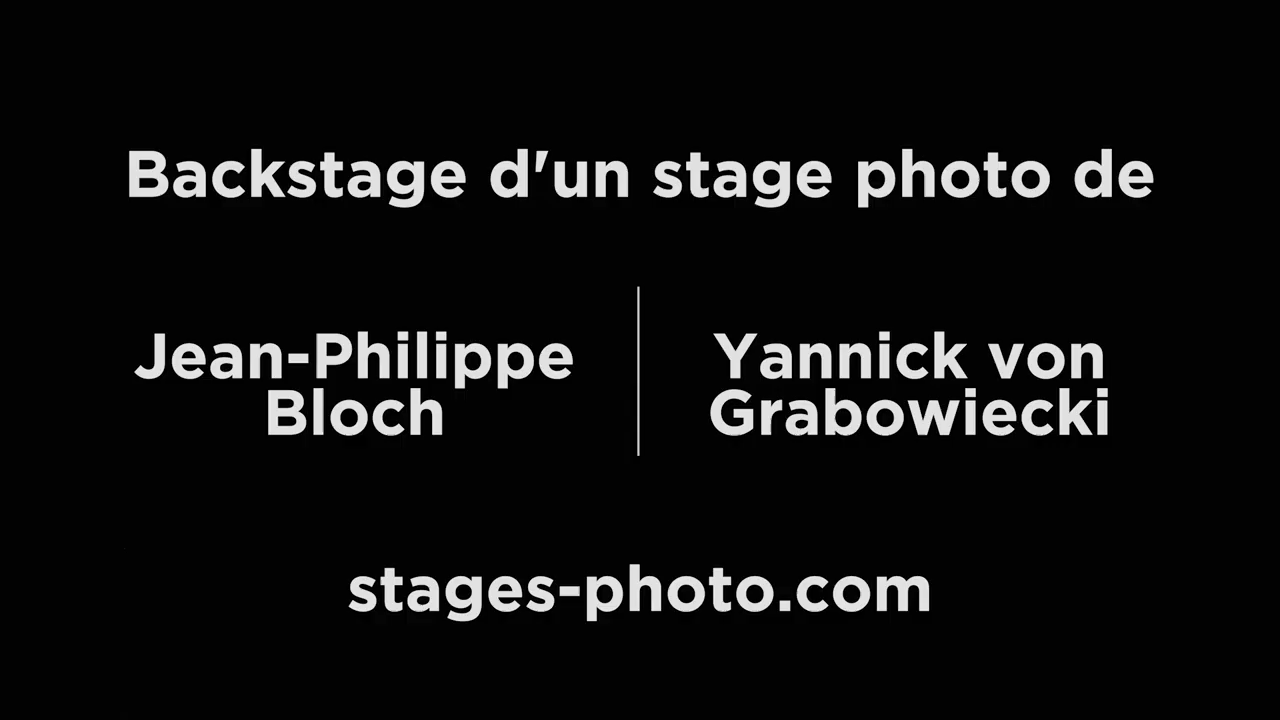 Backstage d'un stage photo de
Jean-Philippe
Bloch
Yannick von
Grabowiecki
stages-photo.com